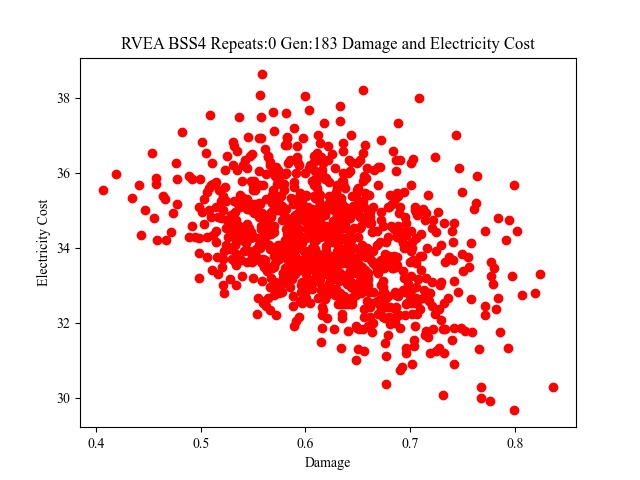 RVEA BSS4 Repeats:0 Gen:183 Damage and Electricity Cost
38
36
34
32
30
Electricity Cost
0.4 0.5 0.6 0.7 0.8
Damage